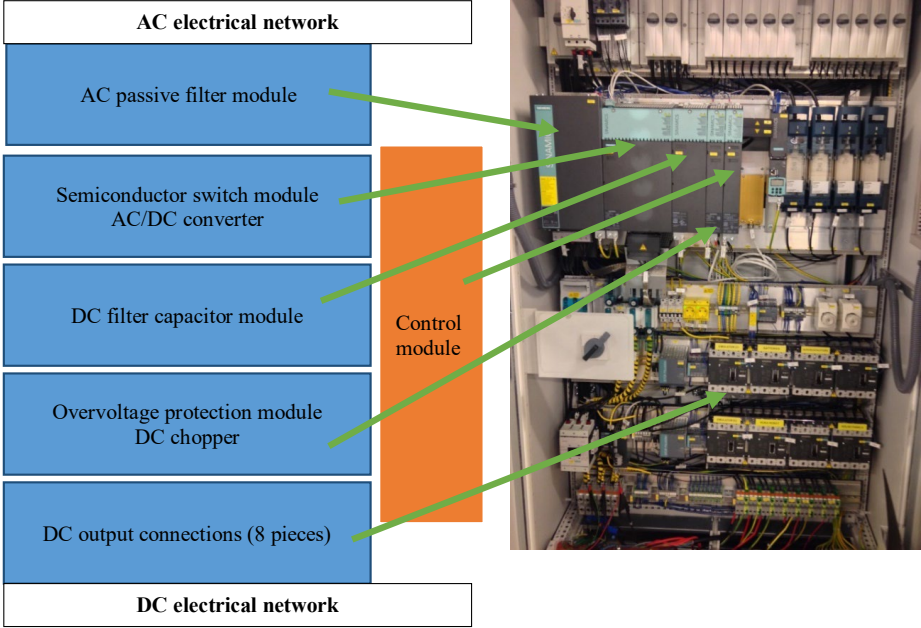 AC electrical network
AC passive filter module
Semiconductor switch module
AC/DC converter
DC filter capacitor module
Control
module
Overvoltage protection module
DC chopper
DC output connections (8 pieces)
DC electrical network